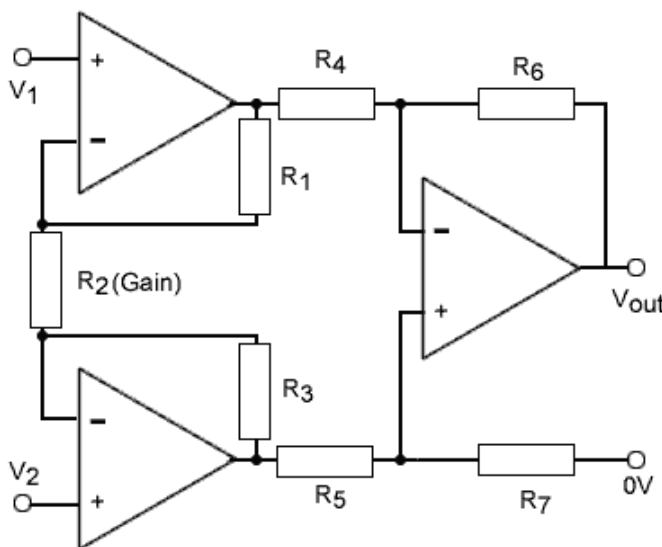 +
V1
−
R4
R6
R1
−
R2(Gain)
+
Vout
R3
−
V2
+
R5
R7
0V